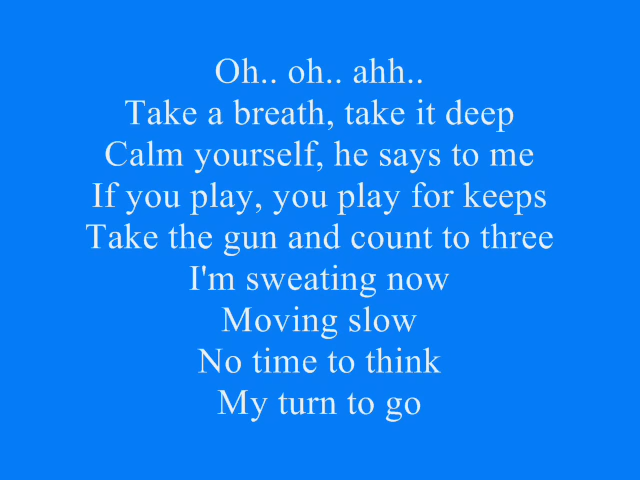 Oh.. oh.. ahh..
Take a breath, take it deep
Calm yourself, he says to me
If you play, you play for keeps
Take the gun and count to three
I'm sweating now
Moving slow
No time to think
My turn to go